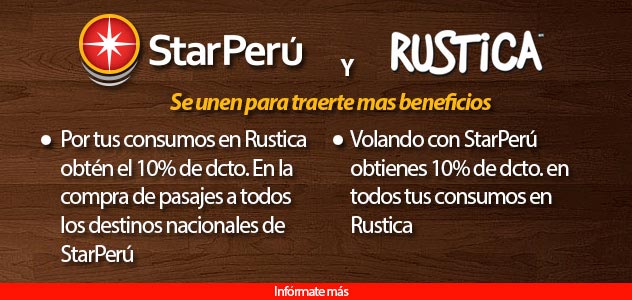 StarPerú Y RUSTICA
Se unen para traerte mas beneficios
● Por tus consumos en Rustica
obtén el 10% de dcto. En la
compra de pasajes a todos
los destinos nacionales de
StarPerú
● Volando con StarPerú
obtienes 10% de dcto. en
todos tus consumos en
Rustica
Infórmate más